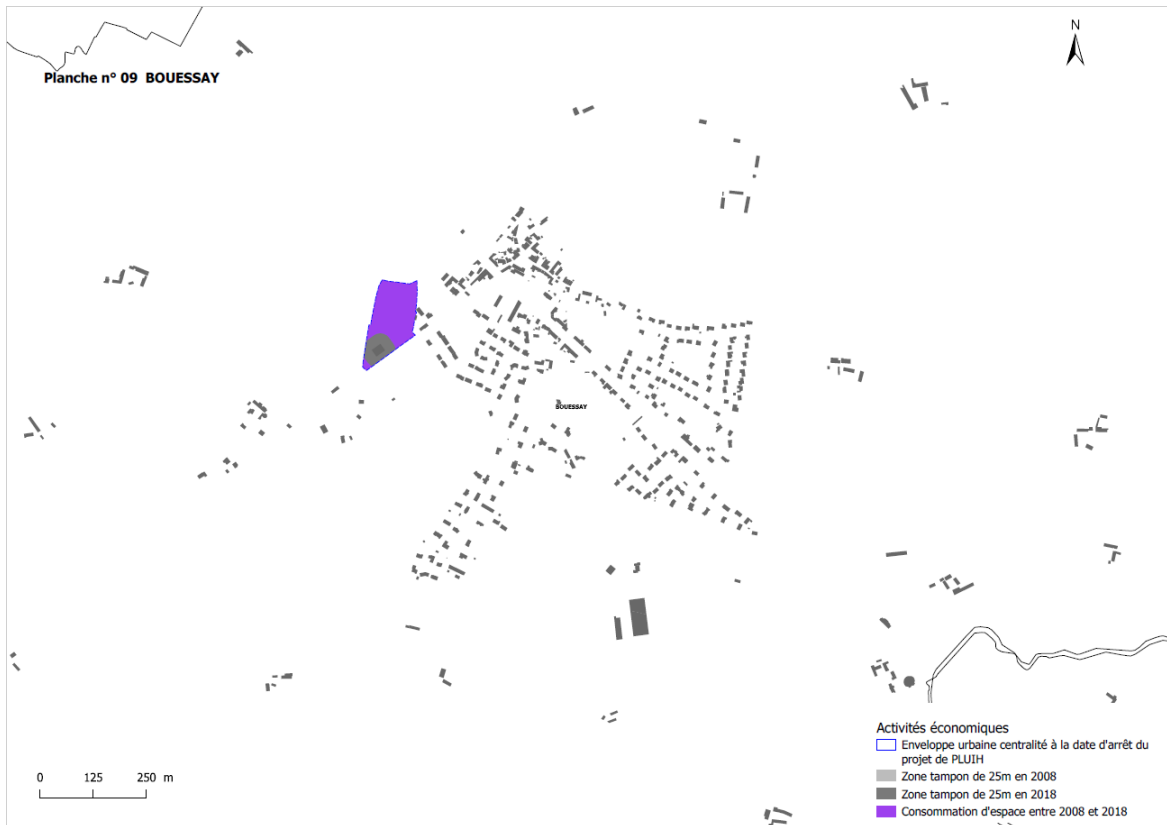 N
Planche n° 09 BOUESSAY
BOUESSAY
Activités économiques
Enveloppe urbaine centralité à la date d'arrêt du
projet de PLUIH
Zone tampon de 25m en 2008
Zone tampon de 25m en 2018
Consommation d'espace entre 2008 et 2018
0 125 250 m